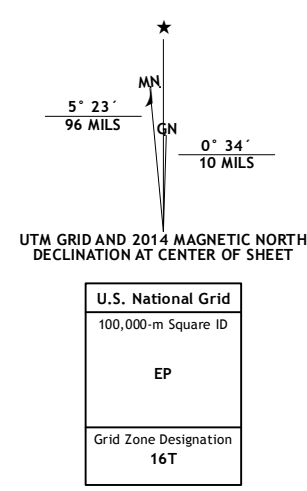 MN
5° 23´
96 MILS
GN
0° 34´
10 MILS
UTM GRID AND 2014 MAGNETIC NORTH
DECLINATION AT CENTER OF SHEET
U.S. National Grid
100,000-m Square ID
EP
Grid Zone Designation
16T